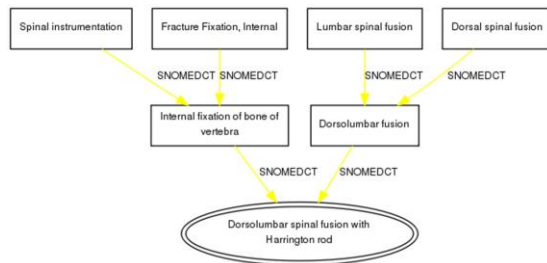 Spinal instrumentation
Fracture Fixation, Internal
Lumbar spinal fusion
Dorsal spinal fusion
SNOMEDCT
SNOMEDCT
SNOMEDCT
SNOMEDCT
Internal fixation of bone of
vertebra
Dorsolumbar fusion
SNOMEDCT
SNOMEDCT
Dorsolumbar spinal fusion with
Harrington rod